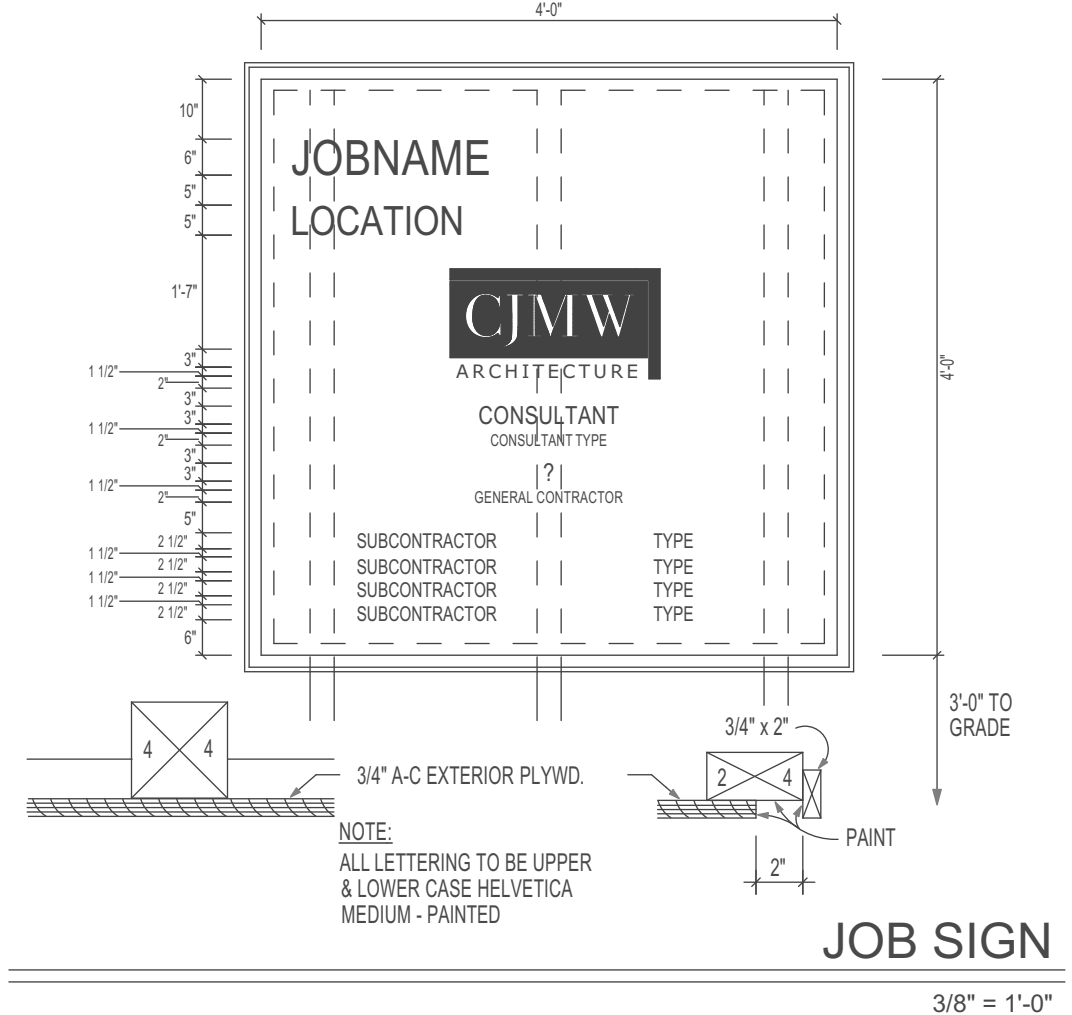 4'-0"
10"
6"
5"
5"
1'-7"
3"
1 1/2"
2"
3"
3"
1 1/2"
2"
3"
3"
1 1/2"
2"
5"
2 1/2"
1 1/2"
2 1/2"
1 1/2"
2 1/2"
1 1/2"
2 1/2"
6"
JOBNAME
LOCATION
CJMW
ARCHITECTURE
CONSULTANT
CONSULTANT TYPE
?
GENERAL CONTRACTOR
SUBCONTRACTOR TYPE
SUBCONTRACTOR TYPE
SUBCONTRACTOR TYPE
SUBCONTRACTOR TYPE
4'-0"
3'-0" TO
GRADE
4 4
3/4" A-C EXTERIOR PLYWD.
3/4" x 2"
2 4
PAINT
2"
NOTE:
ALL LETTERING TO BE UPPER
& LOWER CASE HELVETICA
MEDIUM - PAINTED
JOB SIGN
3/8" = 1'-0"